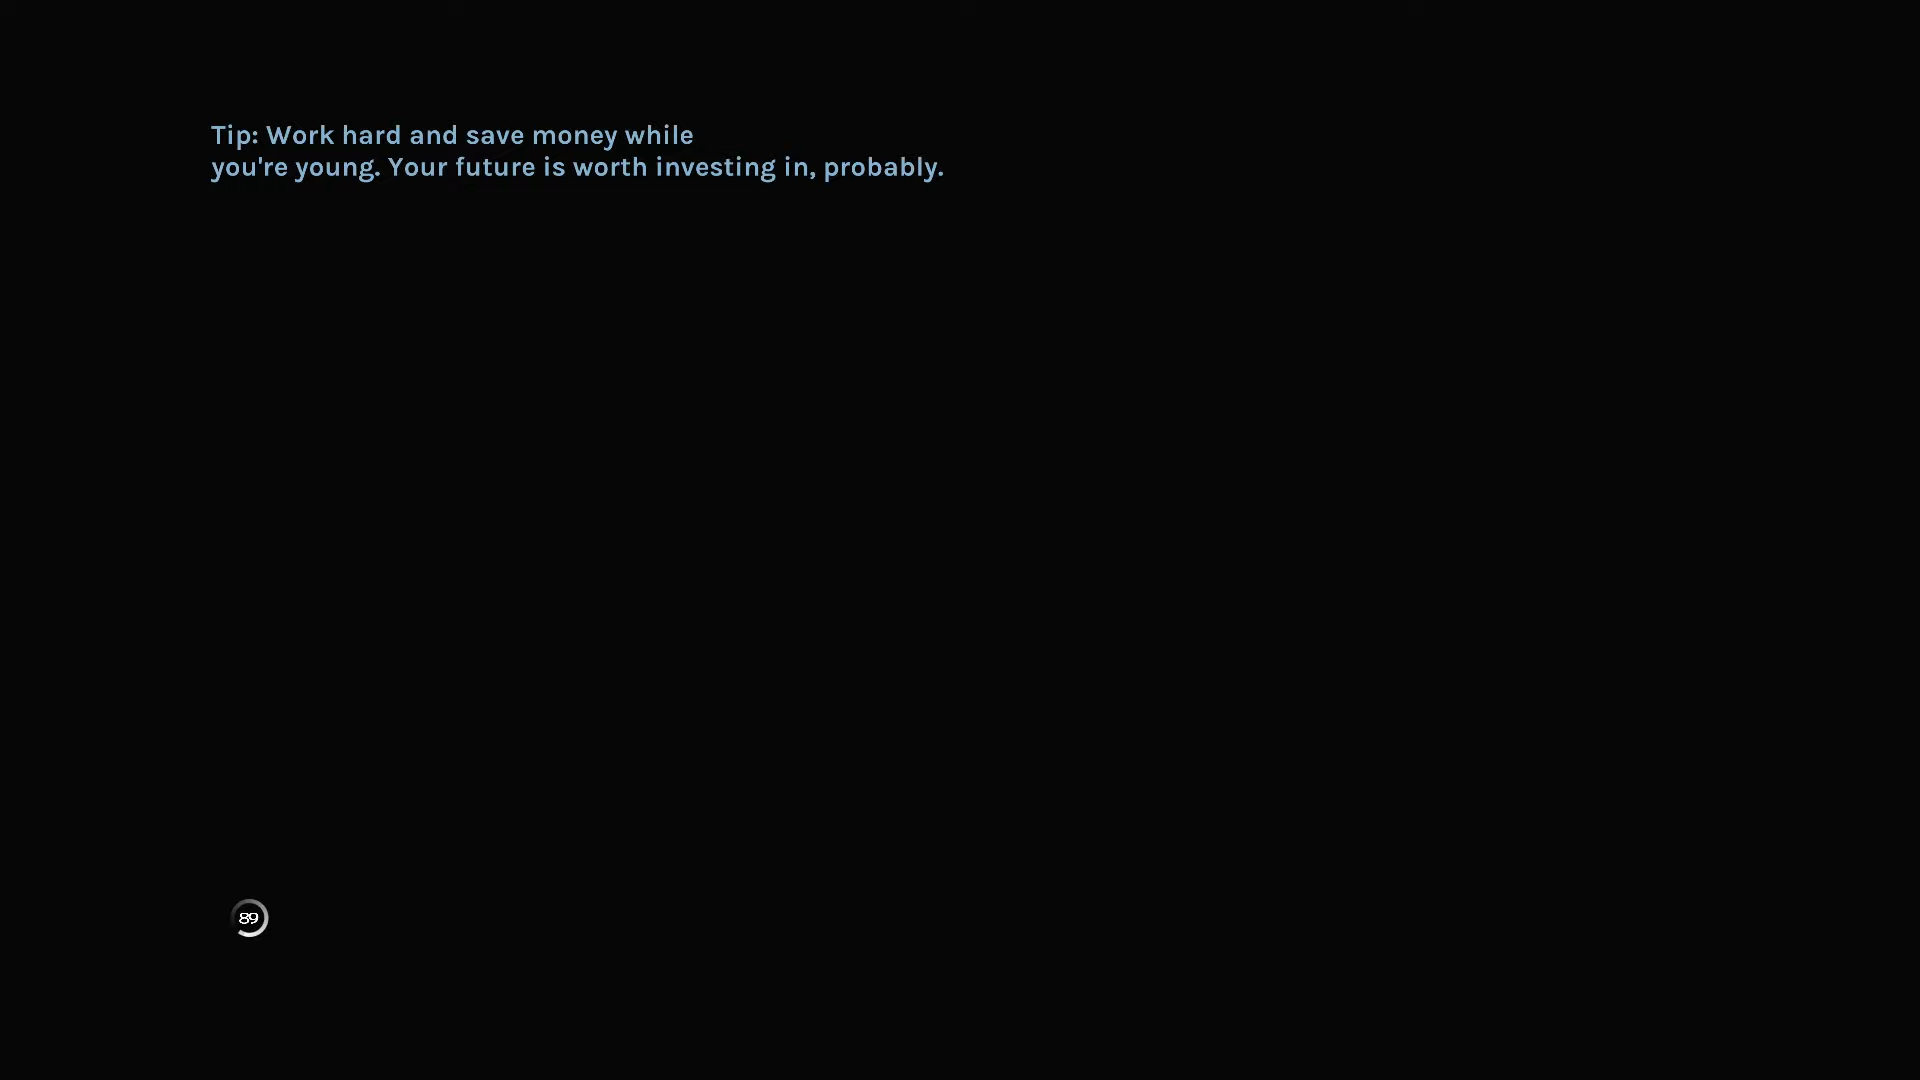 Tip: Work hard and save money while
you're young. Your future is worth investing in, probably.
89